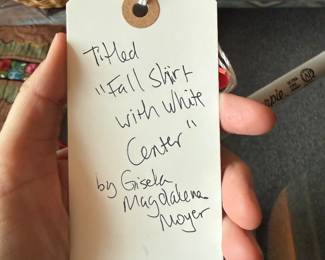 Titled
"Fall Skirt
with White
Center"
by Gisela
Magdalena
Moyer